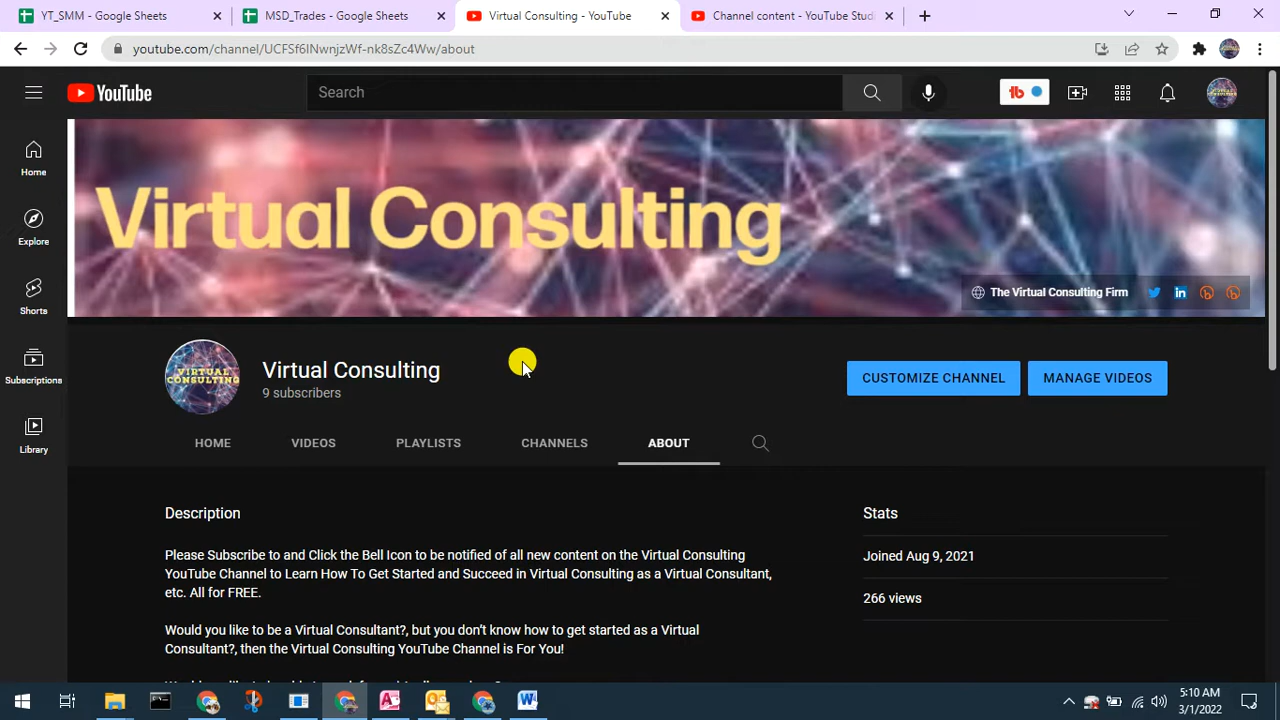 YT_SMM - Google Sheets
MSD_Trades - Google Sheets
Virtual Consulting - YouTube
Channel content - YouTube Studi
youtube.com/channel/UCFSf6INwnjzWf-nk8sZc4Ww/about
YouTube
Search
Home
Explore
Shorts
Subscriptions
Library
Virtual Consulting
The Virtual Consulting Firm
VIRTUAL CONSULTING
Virtual Consulting
9 subscribers
CUSTOMIZE CHANNEL
MANAGE VIDEOS
HOME
VIDEOS
PLAYLISTS
CHANNELS
ABOUT
Description
Please Subscribe to and Click the Bell Icon to be notified of all new content on the Virtual Consulting
YouTube Channel to Learn How To Get Started and Succeed in Virtual Consulting as a Virtual Consultant,
etc. All for FREE.
Would you like to be a Virtual Consultant?, but you don't know how to get started as a Virtual
Consultant?, then the Virtual Consulting YouTube Channel is For You!
Stats
Joined Aug 9, 2021
266 views
5:10 AM
3/1/2022